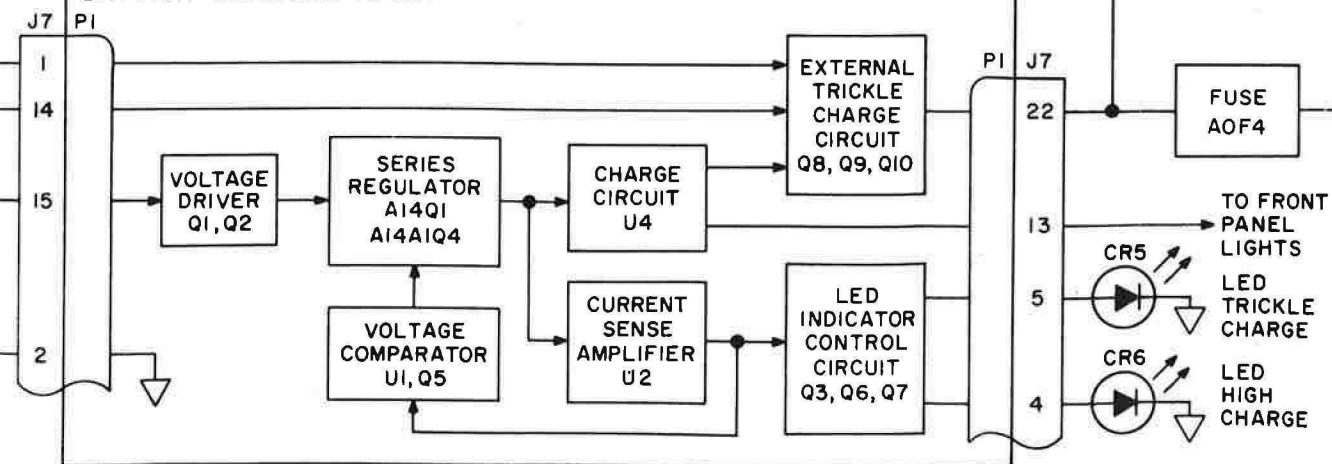 J7 P1
1
14
15
2
VOLTAGE
DRIVER
Q1, Q2
SERIES
REGULATOR
A14Q1
A14A1Q4
VOLTAGE
COMPARATOR
U1, Q5
CHARGE
CIRCUIT
U4
CURRENT
SENSE
AMPLIFIER
U2
EXTERNAL
TRICKLE
CHARGE
CIRCUIT
Q8, Q9, Q10
LED
INDICATOR
CONTROL
CIRCUIT
Q3, Q6, Q7
P1 J7
22
13
5
4
FUSE
A0F4
TO FRONT
PANEL
LIGHTS
CR5
LED
TRICKLE
CHARGE
CR6
LED
HIGH
CHARGE